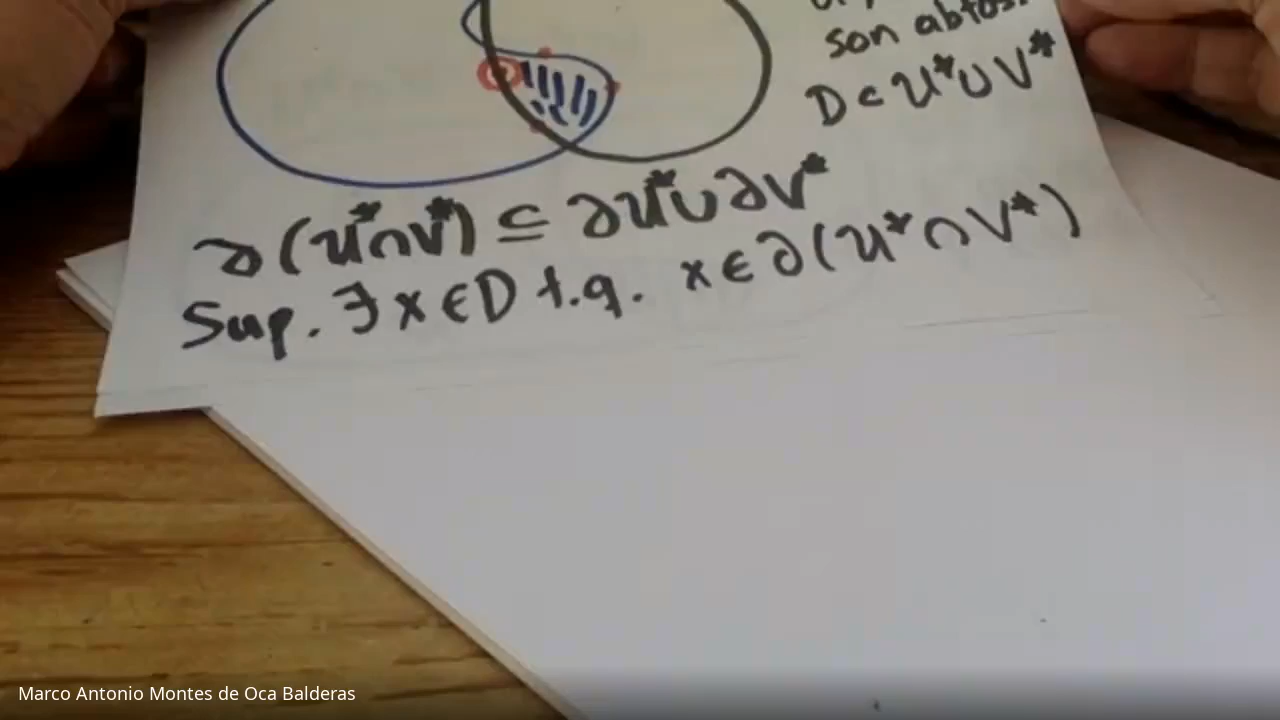 son abtos.
D ⊂ U* ∪ V*
∂(U* ∩ V*) ⊆ ∂U* ∪ ∂V*
Sup. ∃ x ∈ D t.q. x ∈ ∂(U* ∩ V*)
Marco Antonio Montes de Oca Balderas